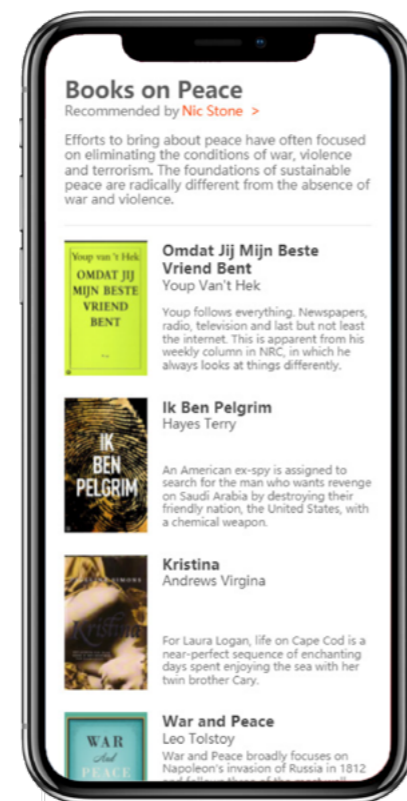 Books on Peace
Recommended by Nic Stone >
Efforts to bring about peace have often focused
on eliminating the conditions of war, violence
and terrorism. The foundations of sustainable
peace are radically different from the absence of
war and violence.
Youp van 't Hek
OMDAT JIJ
MIJN BESTE
VRIEND
BENT
Omdat Jij Mijn Beste
Vriend Bent
Youp Van't Hek
Youp follows everything. Newspapers,
radio, television and last but not least
the internet. This is apparent from his
weekly column in NRC, in which he
always looks at things differently.
IK
BEN
PELGRIM
Ik Ben Pelgrim
Hayes Terry
An American ex-spy is assigned to
search for the man who wants revenge
on Saudi Arabia by destroying their
friendly nation, the United States, with
a chemical weapon.
Kristina
Kristina
Andrews Virgina
For Laura Logan, life on Cape Cod is a
near-perfect sequence of enchanting
days spent enjoying the sea with her
twin brother Cary.
WAR
And
PEACE
War and Peace
Leo Tolstoy
War and Peace broadly focuses on
Napoleon's invasion of Russia in 1812
and follows three of the most well